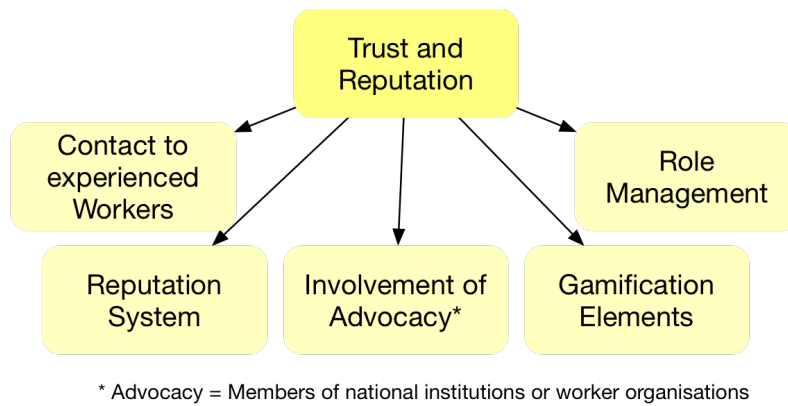 Trust and
Reputation
Contact to
experienced
Workers
Role
Management
Reputation
System
Involvement of
Advocacy*
Gamification
Elements
* Advocacy = Members of national institutions or worker organisations